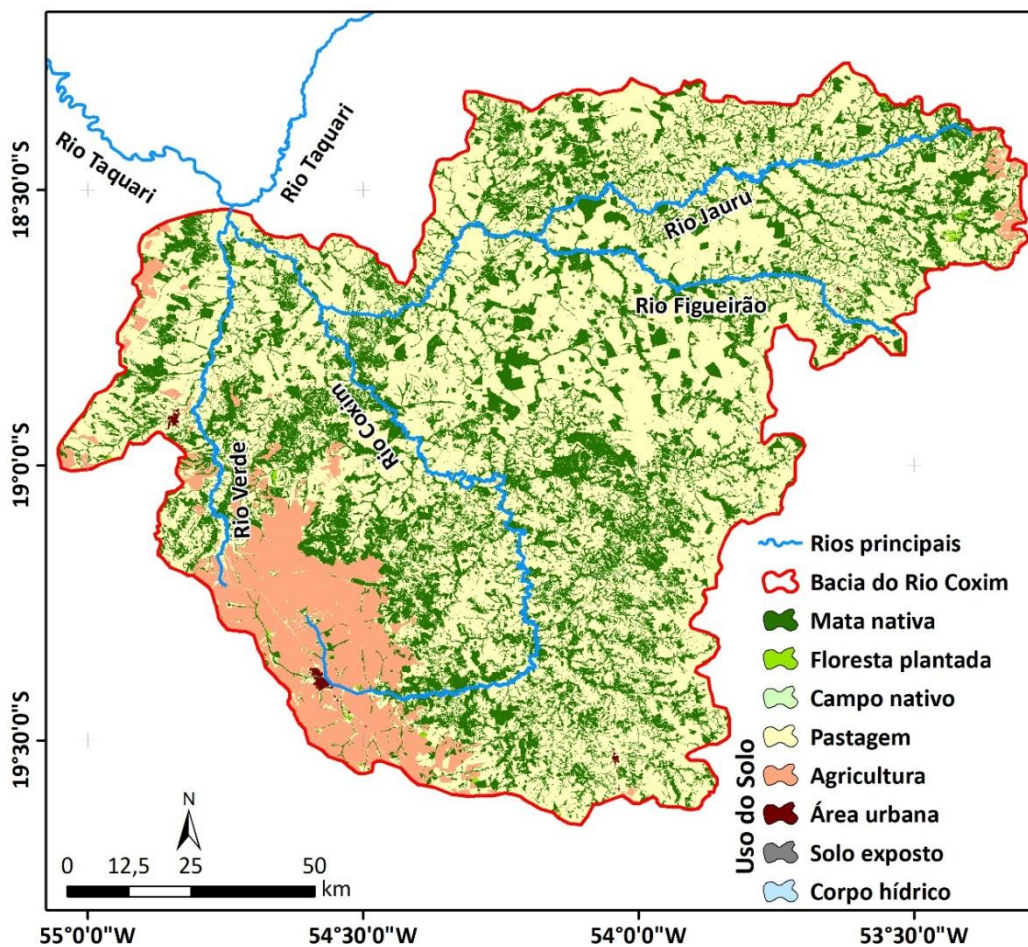 Rio Taquari
Rio Taquari
18°30'0"S
Rio Jauru
Rio Figueirão
Rio Coxim
19°0'0"S
Rio Verde
Rios principais
Bacia do Rio Coxim
Mata nativa
Floresta plantada
Campo nativo
Pastagem
Agricultura
Área urbana
Solo exposto
Corpo hídrico
Uso do Solo
19°30'0"S
N
0 12,5 25 50
km
55°0'0"W 54°30'0"W 54°0'0"W 53°30'0"W